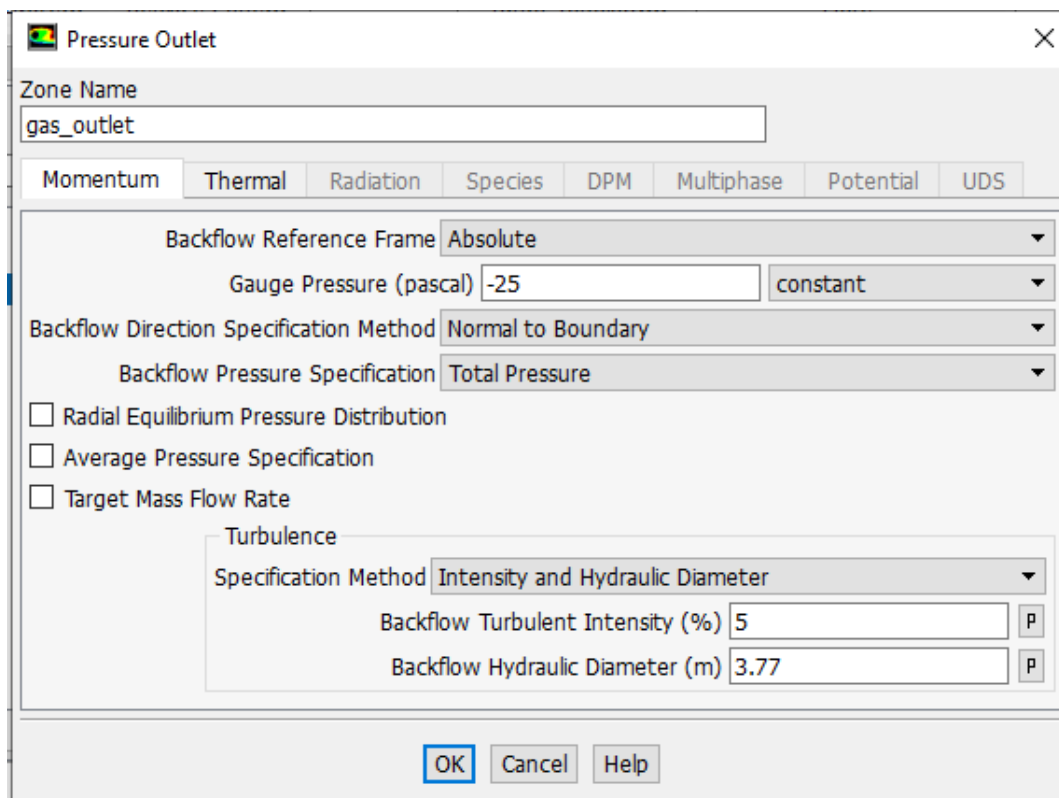 Pressure Outlet
Zone Name
gas_outlet
Momentum Thermal Radiation Species DPM Multiphase Potential UDS
Backflow Reference Frame Absolute
Gauge Pressure (pascal) -25 constant
Backflow Direction Specification Method Normal to Boundary
Backflow Pressure Specification Total Pressure
Radial Equilibrium Pressure Distribution
Average Pressure Specification
Target Mass Flow Rate
Turbulence
Specification Method Intensity and Hydraulic Diameter
Backflow Turbulent Intensity (%) 5 P
Backflow Hydraulic Diameter (m) 3.77 P
OK Cancel Help